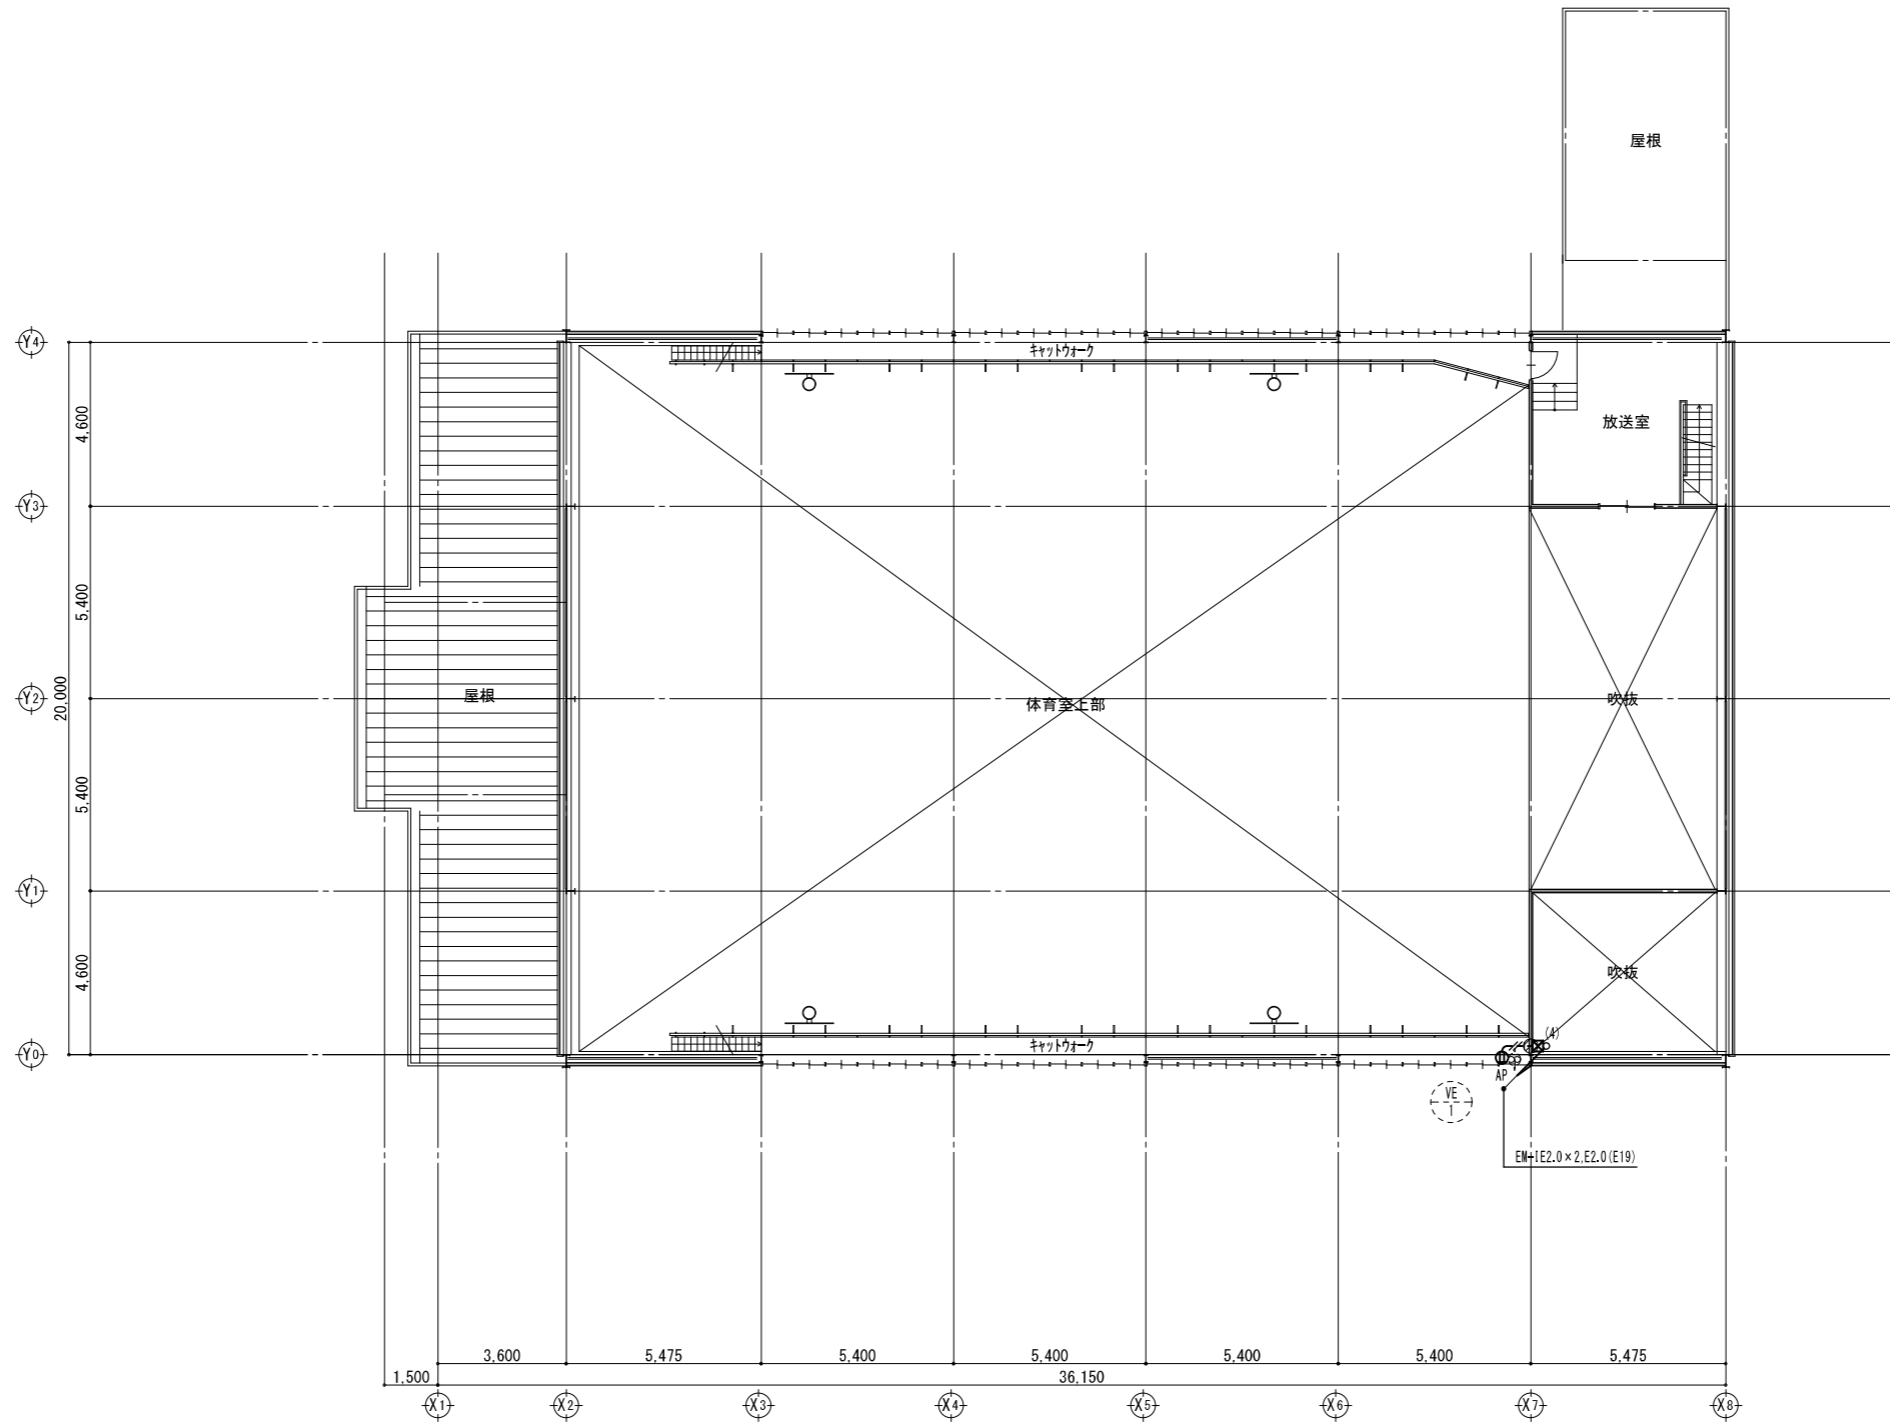 屋根
Y4
キャットウォーク
4,600
放送室
Y3
5,400
20,000
Y2
屋根
体育室上部
吹抜
5,400
Y1
4,600
吹抜
(4)
Y0
キャットウォーク
AP
VE
1
EM-IE2.0×2,E2.0(E19)
3,600
5,475
5,400
5,400
5,400
5,400
5,475
1,500
36,150
X1
X2
X3
X4
X5
X6
X7
X8